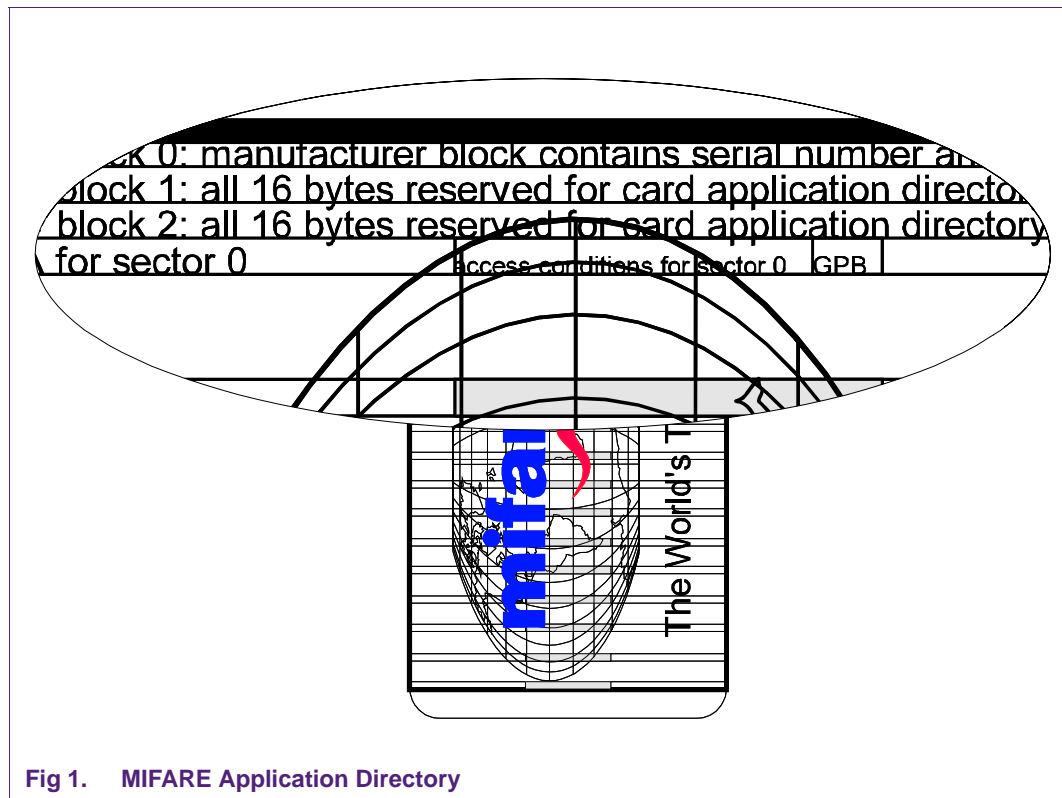 ck 0: manufacturer block contains serial number an
block 1: all 16 bytes reserved for card application directo
block 2: all 16 bytes reserved for card application directory
A for sector 0 access conditions for sector 0 GPB
mifar
The World's T
Fig 1. MIFARE Application Directory